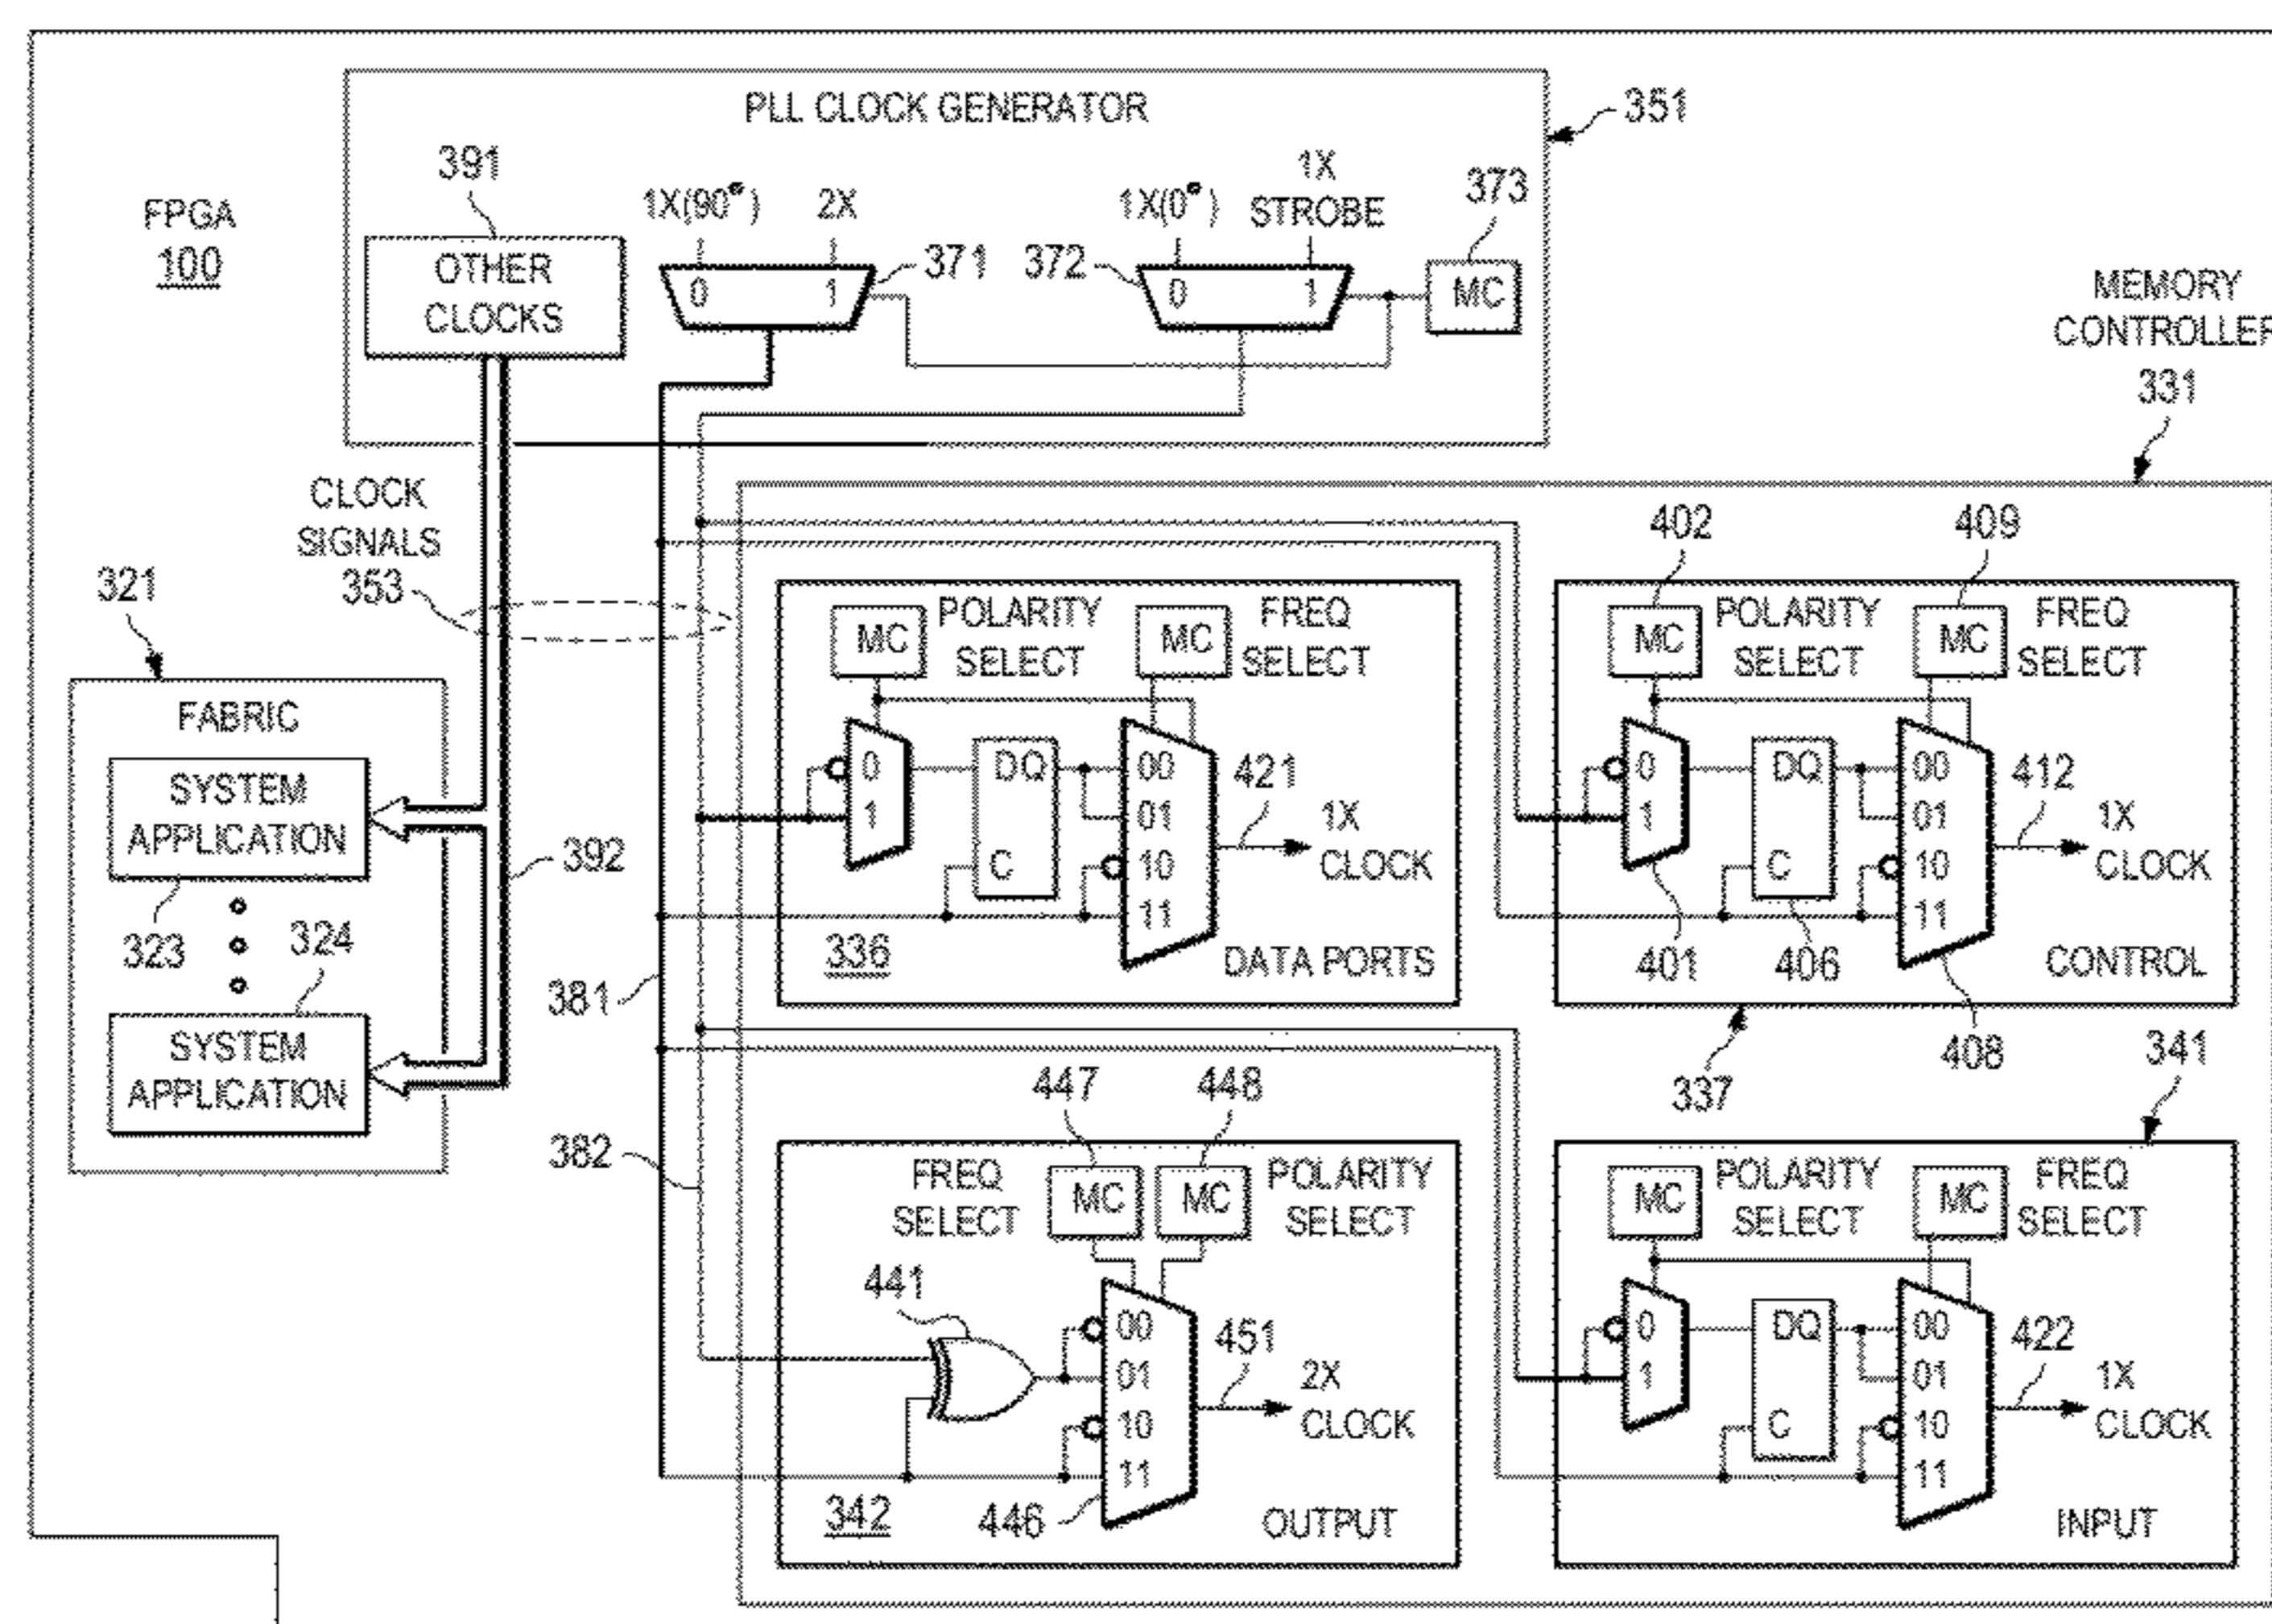 PLL CLOCK GENERATOR
351
391
FPGA
100
OTHER
CLOCKS
1X(90°)
2X
0 1
371
1X(0°)
1X
STROBE
372
0 1
373
MC
MEMORY
CONTROLLER
331
CLOCK
SIGNALS
353
321
FABRIC
SYSTEM
APPLICATION
323
324
SYSTEM
APPLICATION
392
381
382
MC
POLARITY
SELECT
MC
FREQ
SELECT
0
1
DQ
C
00
01
10
11
421
1X
CLOCK
336
DATA PORTS
402
409
MC
POLARITY
SELECT
MC
FREQ
SELECT
0
1
DQ
C
00
01
10
11
412
1X
CLOCK
401
406
CONTROL
408
337
341
447
448
FREQ
SELECT
MC
MC
POLARITY
SELECT
441
00
01
10
11
451
2X
CLOCK
342
446
OUTPUT
MC
POLARITY
SELECT
MC
FREQ
SELECT
0
1
DQ
C
00
01
10
11
422
1X
CLOCK
INPUT